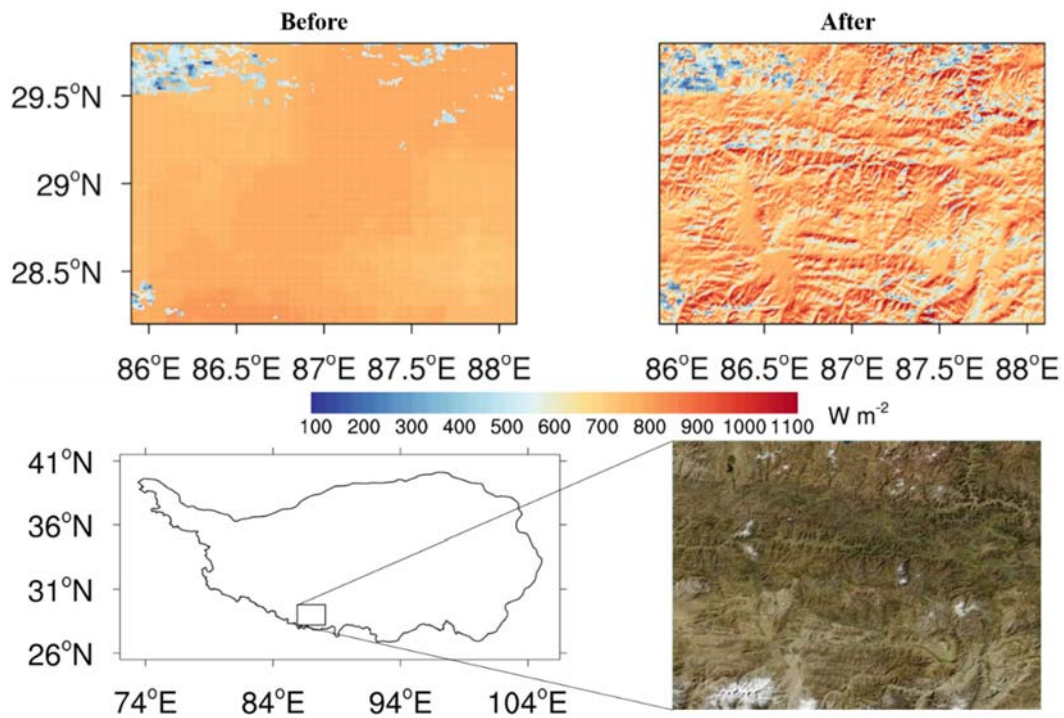 Before After
29.5°N
29°N
28.5°N
86°E 86.5°E 87°E 87.5°E 88°E 86°E 86.5°E 87°E 87.5°E 88°E
100 200 300 400 500 600 700 800 900 1000 1100 W m⁻²
41°N
36°N
31°N
26°N
74°E 84°E 94°E 104°E